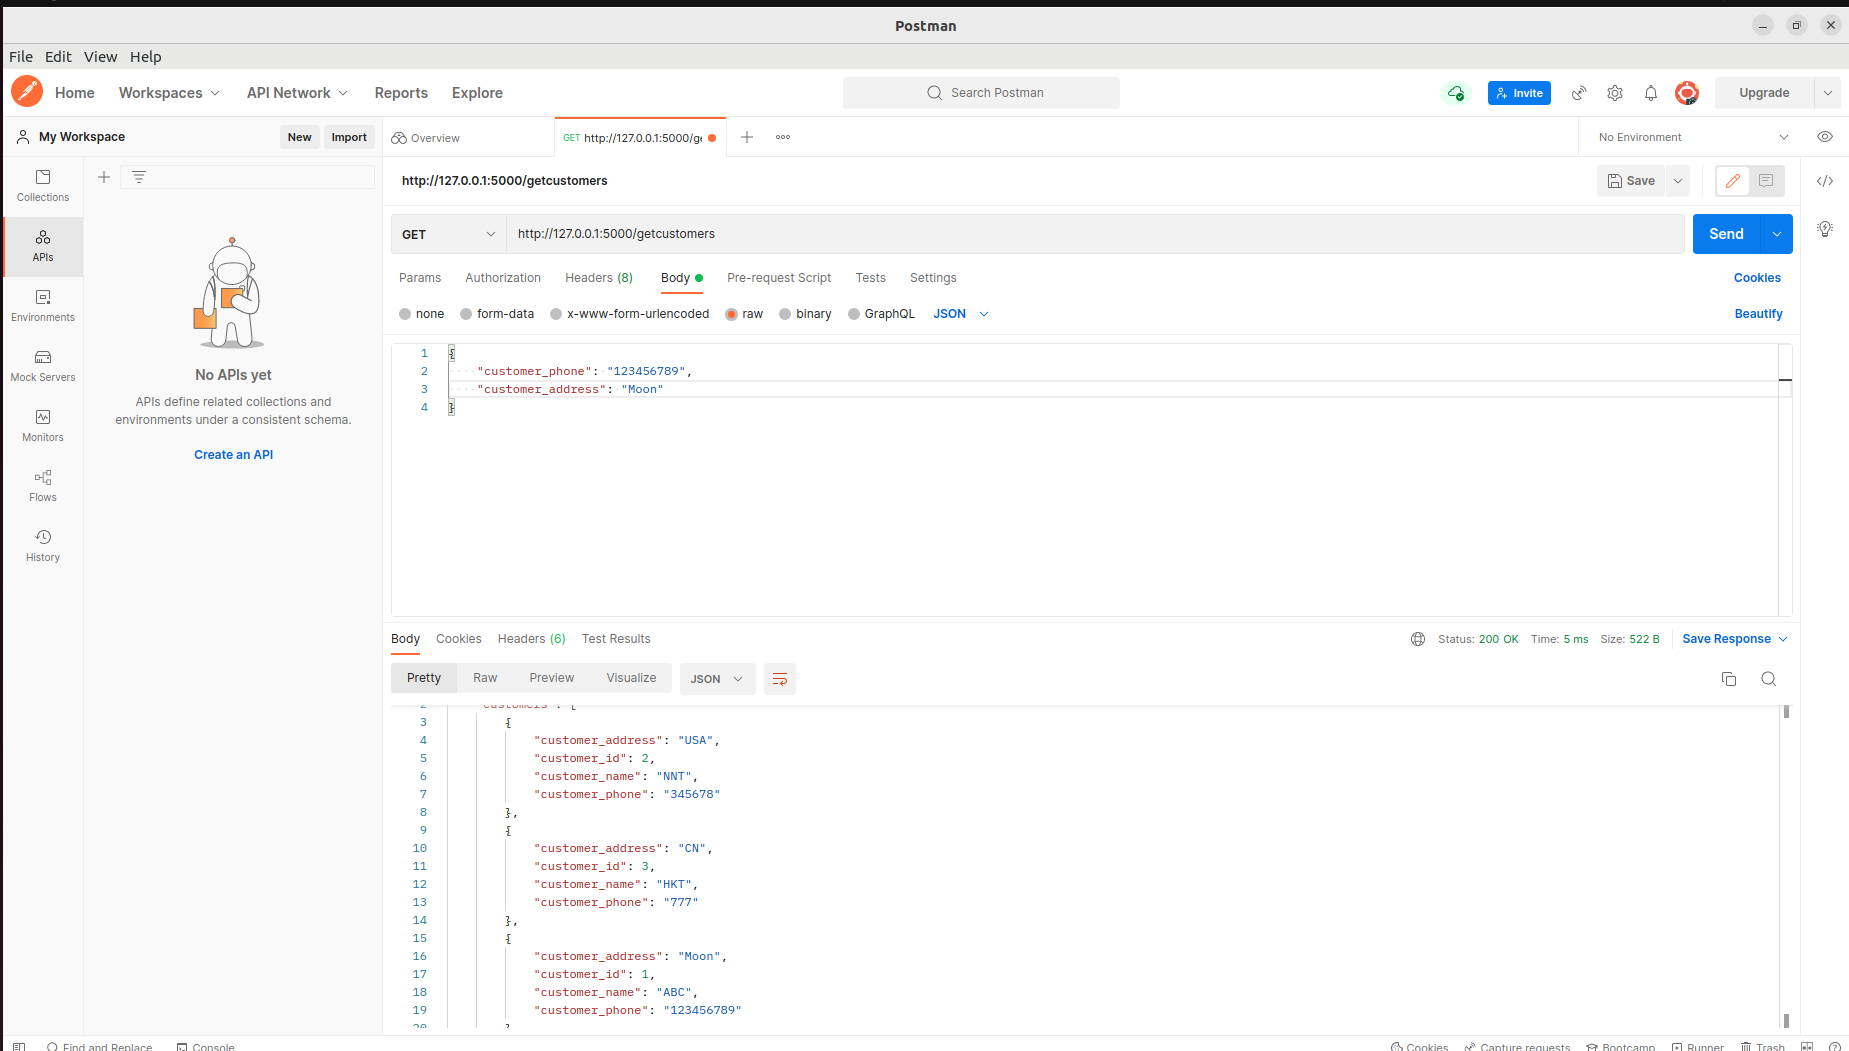 Postman
File Edit View Help
Home Workspaces API Network Reports Explore Search Postman Invite Upgrade
My Workspace New Import Overview GET http://127.0.0.1:5000/ge No Environment
http://127.0.0.1:5000/getcustomers Save
GET http://127.0.0.1:5000/getcustomers Send
Params Authorization Headers (8) Body Pre-request Script Tests Settings Cookies
none form-data x-www-form-urlencoded raw binary GraphQL JSON Beautify
1 {
2 "customer_phone": "123456789",
3 "customer_address": "Moon"
4 }
Collections
APIs
Environments
Mock Servers
Monitors
Flows
History
No APIs yet
APIs define related collections and
environments under a consistent schema.
Create an API
Body Cookies Headers (6) Test Results Status: 200 OK Time: 5 ms Size: 522 B Save Response
Pretty Raw Preview Visualize JSON
2 "customers": [
3 {
4 "customer_address": "USA",
5 "customer_id": 2,
6 "customer_name": "NNT",
7 "customer_phone": "345678"
8 },
9 {
10 "customer_address": "CN",
11 "customer_id": 3,
12 "customer_name": "HKT",
13 "customer_phone": "777"
14 },
15 {
16 "customer_address": "Moon",
17 "customer_id": 1,
18 "customer_name": "ABC",
19 "customer_phone": "123456789"
20 }
Find and Replace Console Cookies Capture requests Bootcamp Runner Trash